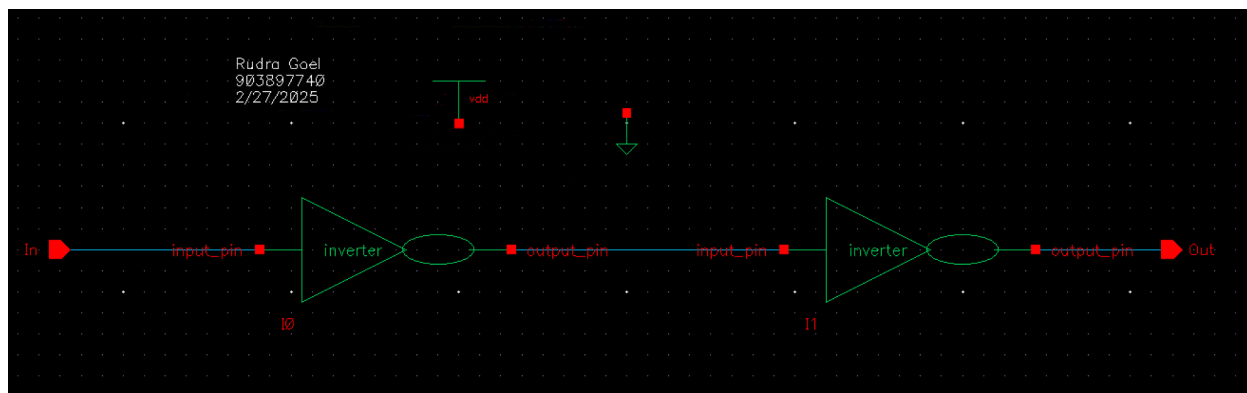 Rudra Goel
903897740
2/27/2025
vdd
In input_pin inverter output_pin input_pin inverter output_pin Out
I0 I1